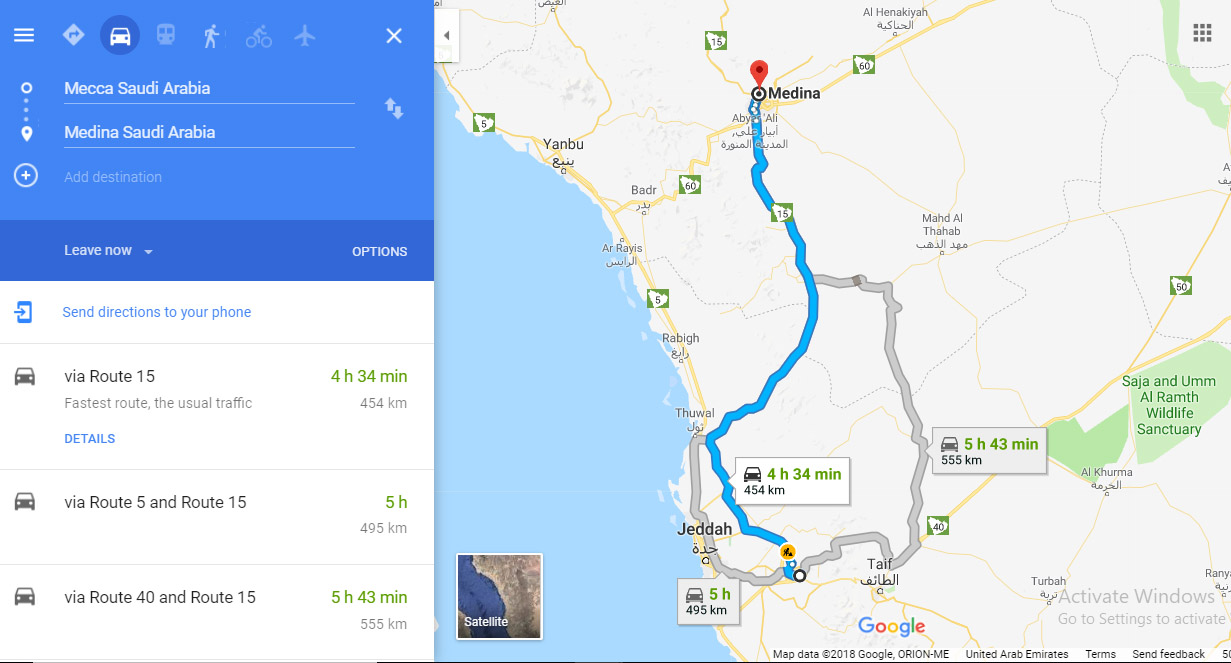 Mecca Saudi Arabia
Medina Saudi Arabia
Add destination
Leave now
OPTIONS
Send directions to your phone
via Route 15
4 h 34 min
Fastest route, the usual traffic
454 km
DETAILS
via Route 5 and Route 15
5 h
495 km
via Route 40 and Route 15
5 h 43 min
555 km
Al Henakiyah
الحناكية
15
60
Medina
5
Abyar 'Ali
أبيار علي،
المدينة المنورة
Yanbu
ينبع
60
Badr
بدر
15
Mahd Al
Thahab
مهد الذهب
Ar Rayis
الرايس
50
5
Rabigh
رابغ
Saja and Umm
Al Ramth
Wildlife
Sanctuary
Thuwal
ثول
5 h 43 min
555 km
4 h 34 min
454 km
Al Khurma
الخرمة
Jeddah
جدة
40
Taif
الطائف
Turbah
تربة
5 h
495 km
Satellite
Google
Activate Windows
Go to Settings to activate
Map data ©2018 Google, ORION-ME
United Arab Emirates
Terms
Send feedback